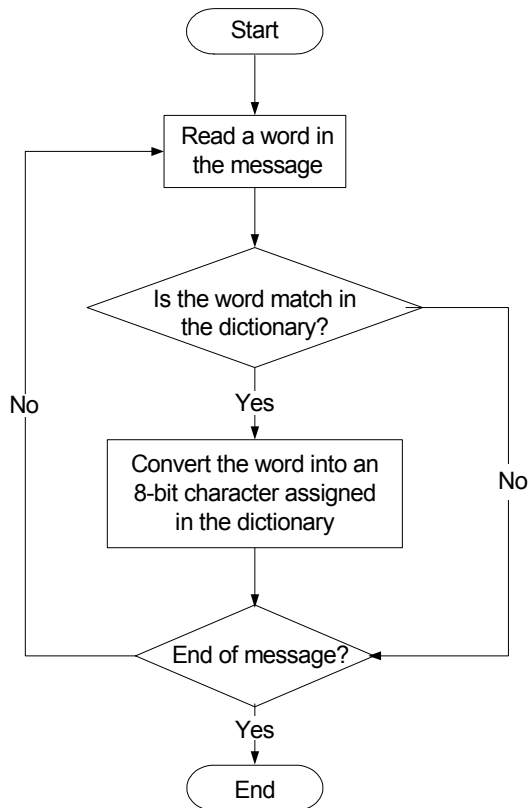 Start
Read a word in
the message
Is the word match in
the dictionary?
Yes
No
No
Convert the word into an
8-bit character assigned
in the dictionary
End of message?
Yes
End